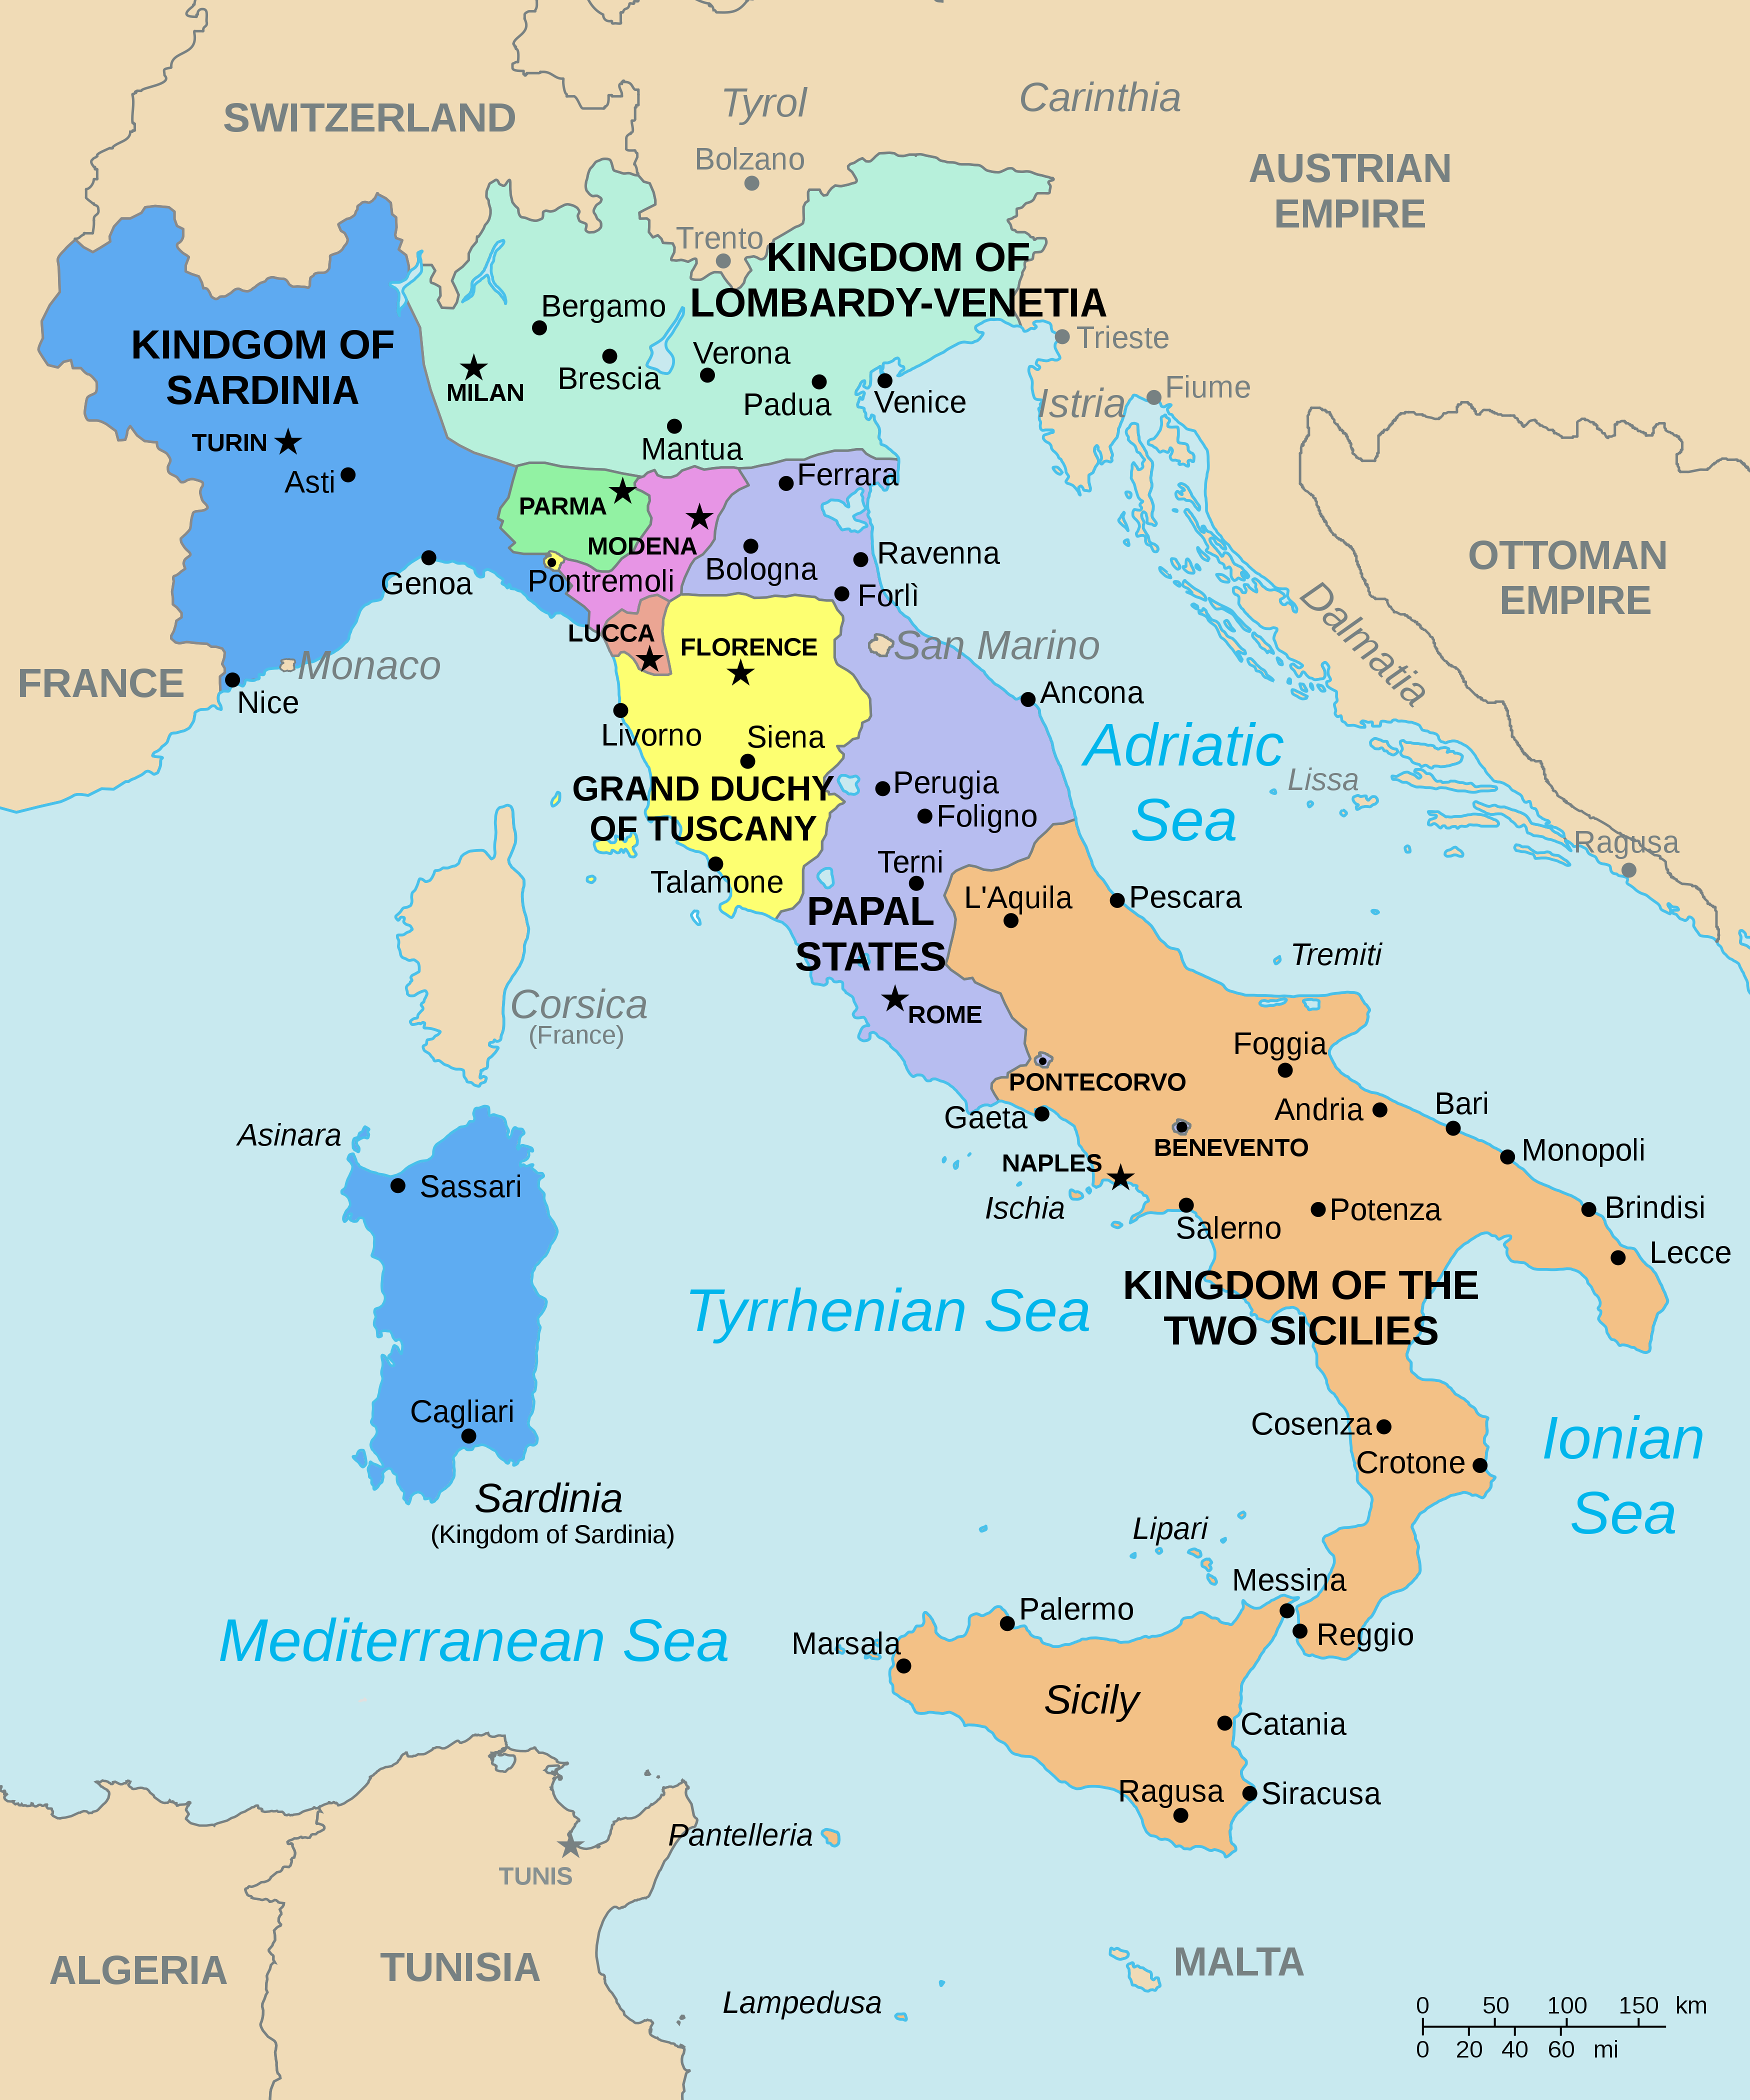 Tyrol
Carinthia
SWITZERLAND
Bolzano
AUSTRIAN
EMPIRE
Trento
KINGDOM OF
LOMBARDY-VENETIA
Bergamo
KINDGOM OF
SARDINIA
Trieste
Verona
Brescia
MILAN
Padua
Venice
Istria
Fiume
TURIN
Mantua
Asti
Ferrara
PARMA
MODENA
Ravenna
OTTOMAN
EMPIRE
Genoa
Pontremoli
Bologna
Forlì
Dalmatia
LUCCA
FLORENCE
San Marino
Monaco
FRANCE
Nice
Ancona
Livorno
Siena
Adriatic
Sea
GRAND DUCHY
OF TUSCANY
Perugia
Foligno
Lissa
Ragusa
Terni
Talamone
L'Aquila
Pescara
PAPAL
STATES
Tremiti
Corsica
(France)
ROME
Foggia
PONTECORVO
Gaeta
Andria
Bari
Asinara
BENEVENTO
Monopoli
NAPLES
Sassari
Ischia
Salerno
Potenza
Brindisi
Lecce
KINGDOM OF THE
TWO SICILIES
Tyrrhenian Sea
Cagliari
Cosenza
Crotone
Ionian
Sea
Sardinia
(Kingdom of Sardinia)
Lipari
Messina
Palermo
Reggio
Mediterranean Sea
Marsala
Sicily
Catania
Ragusa
Siracusa
Pantelleria
TUNIS
ALGERIA
TUNISIA
MALTA
Lampedusa
0 50 100 150 km
0 20 40 60 mi